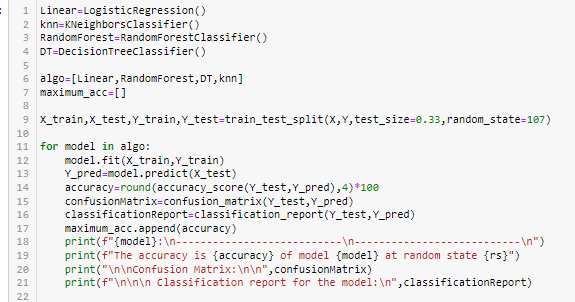 1 Linear=LogisticRegression()
2 knn=KNeighborsClassifier()
3 RandomForest=RandomForestClassifier()
4 DT=DecisionTreeClassifier()
5
6 algo=[Linear,RandomForest,DT,knn]
7 maximum_acc=[]
8
9 X_train,X_test,Y_train,Y_test=train_test_split(X,Y,test_size=0.33,random_state=107)
10
11 for model in algo:
12     model.fit(X_train,Y_train)
13     Y_pred=model.predict(X_test)
14     accuracy=round(accuracy_score(Y_test,Y_pred),4)*100
15     confusionMatrix=confusion_matrix(Y_test,Y_pred)
16     classificationReport=classification_report(Y_test,Y_pred)
17     maximum_acc.append(accuracy)
18     print(f"{model}:\n---------------------------\n---------------------------\n")
19     print(f"The accuracy is {accuracy} of model {model} at random state {rs}")
20     print("\n\nConfusion Matrix:\n\n",confusionMatrix)
21     print(f"\n\n\n Classification report for the model:\n",classificationReport)
22